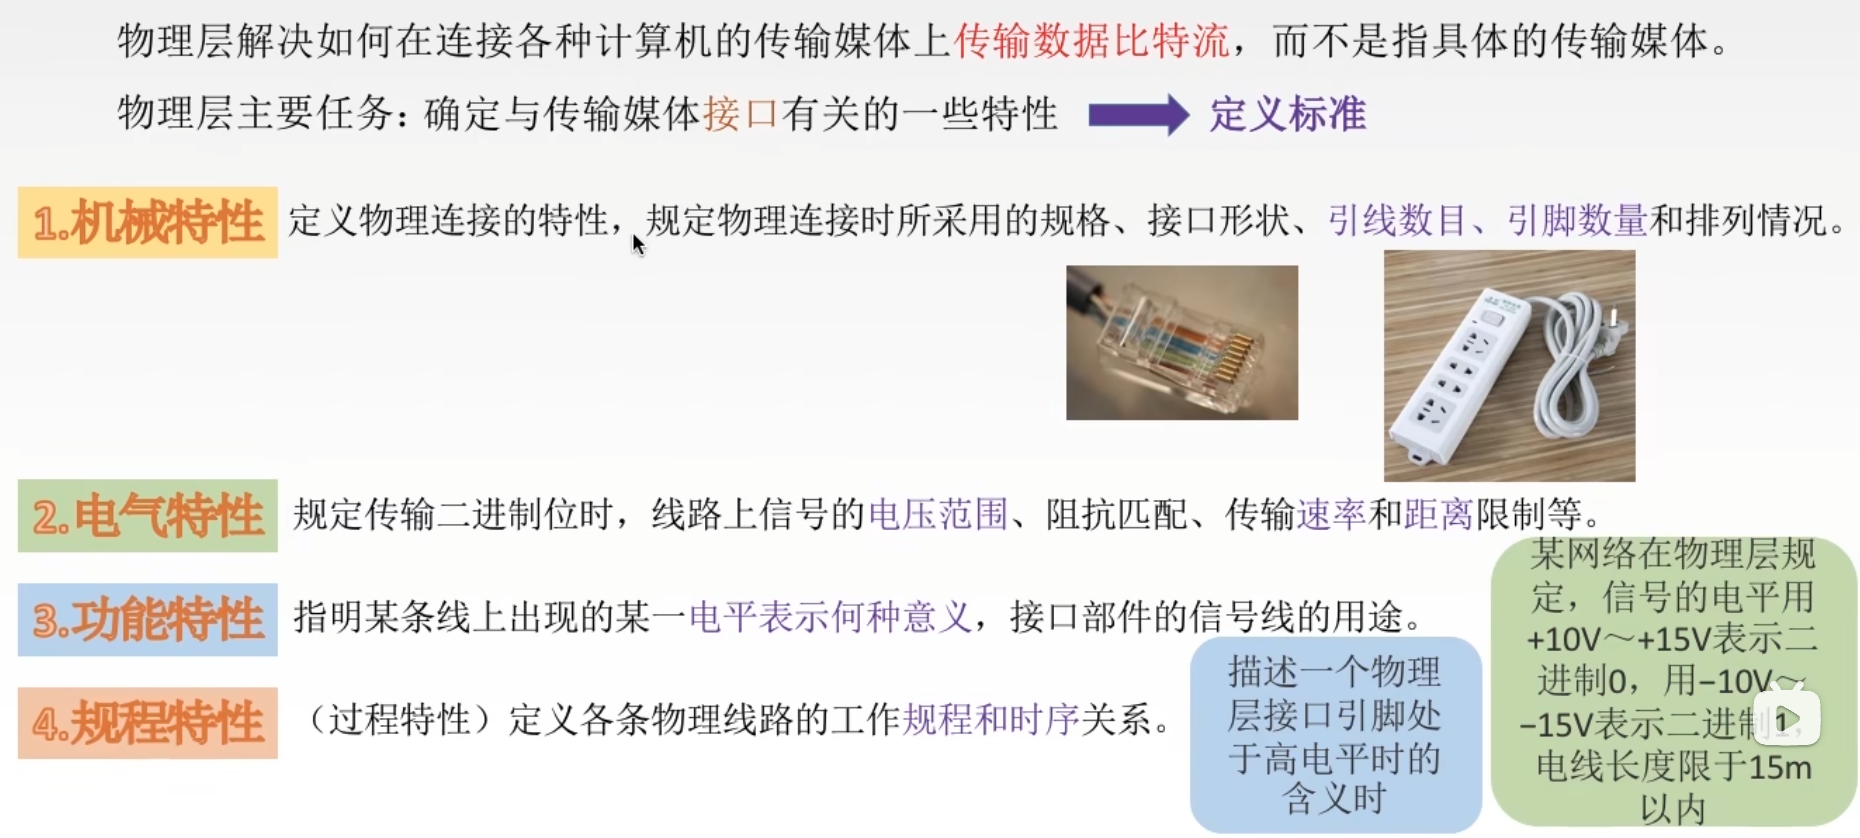 物理层解决如何在连接各种计算机的传输媒体上传输数据比特流，而不是指具体的传输媒体。
物理层主要任务：确定与传输媒体接口有关的一些特性 定义标准
1.机械特性 定义物理连接的特性，规定物理连接时所采用的规格、接口形状、引线数目、引脚数量和排列情况。
2.电气特性 规定传输二进制位时，线路上信号的电压范围、阻抗匹配、传输速率和距离限制等。
3.功能特性 指明某条线上出现的某一电平表示何种意义，接口部件的信号线的用途。
4.规程特性 （过程特性）定义各条物理线路的工作规程和时序关系。
描述一个物理
层接口引脚处
于高电平时的
含义时
某网络在物理层规
定，信号的电平用
+10V～+15V表示二
进制0，用−10V～
−15V表示二进制1，
电线长度限于15m
以内